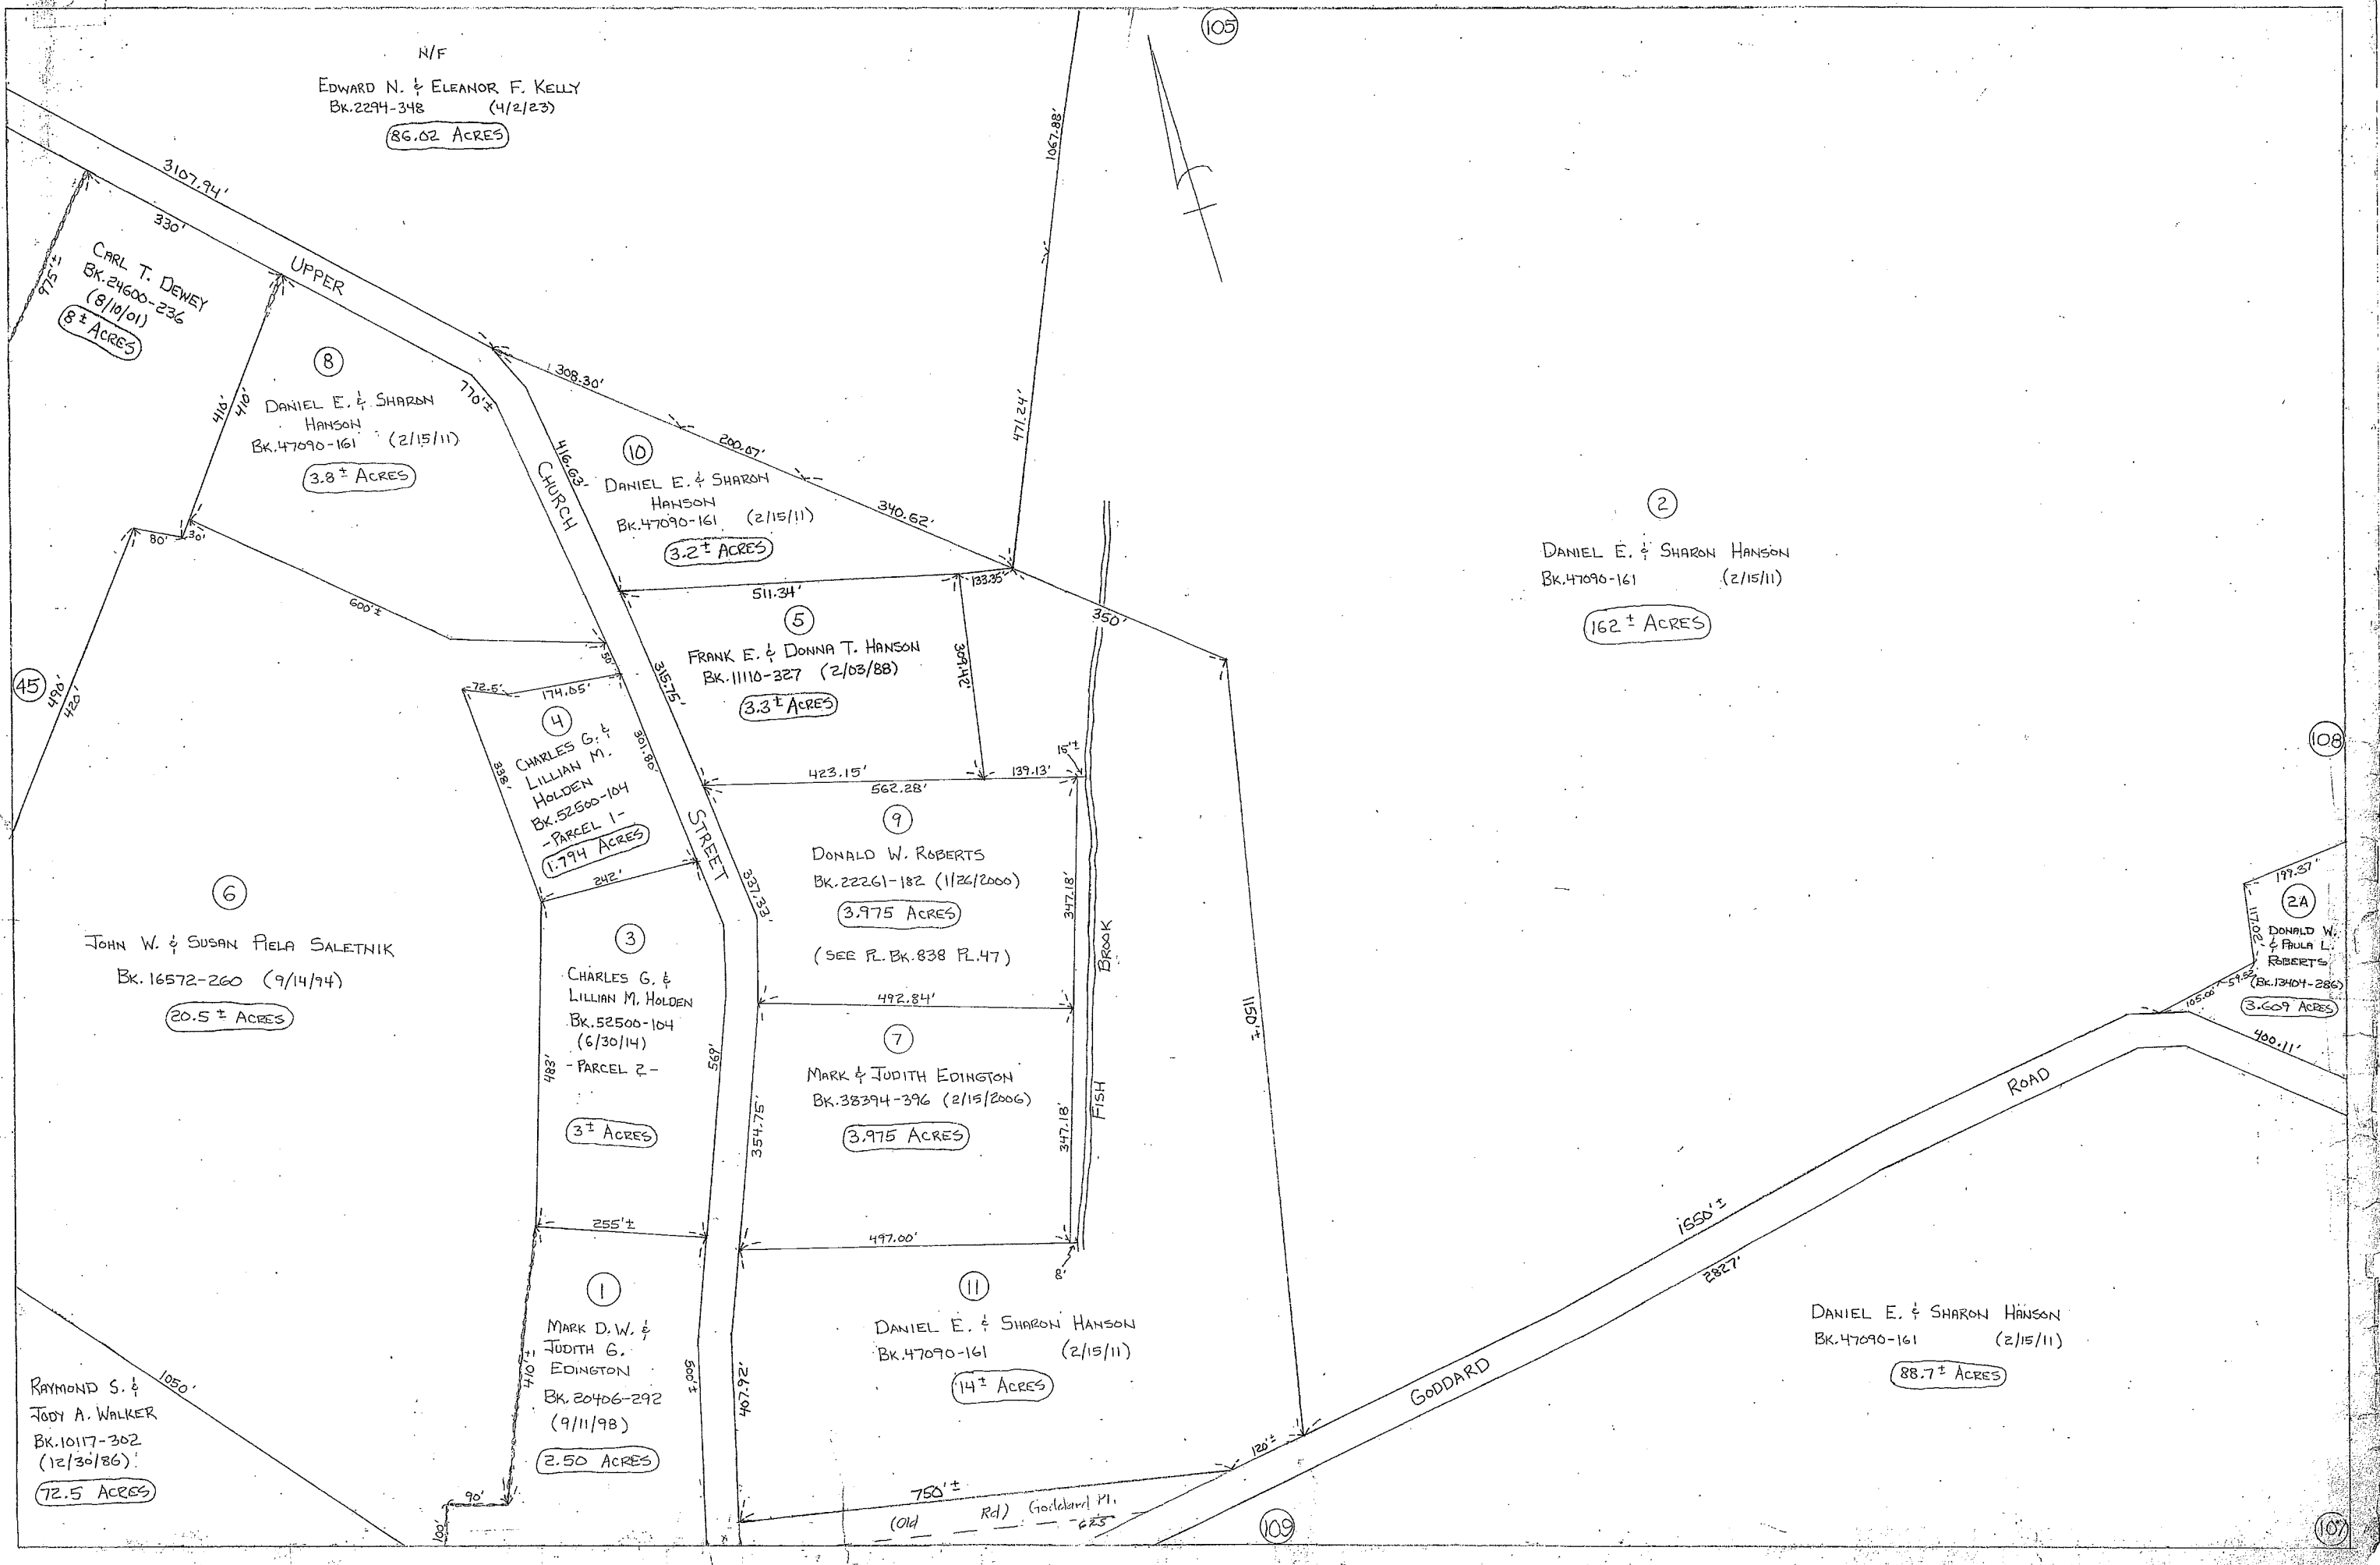 105
N/F
EDWARD N. & ELEANOR F. KELLY
BK.2294-348 (4/2/23)
86.02 ACRES
3107.94'
1067.88'
330'
975'±
CARL T. DEWEY
BK.24600-236
(8/10/01)
8± ACRES
UPPER
410'
410'
8
DANIEL E. & SHARON
HANSON
BK.47090-161 (2/15/11)
3.8± ACRES
770'±
308.30'
200.07'
340.62'
471.24'
416.63'
CHURCH
10
DANIEL E. & SHARON
HANSON
BK.47090-161 (2/15/11)
3.2± ACRES
2
DANIEL E. & SHARON HANSON
BK.47090-161 (2/15/11)
162± ACRES
80'
30'
600'±
50'
511.34'
133.35'
350'
5
FRANK E. & DONNA T. HANSON
BK.11110-327 (2/03/88)
3.3± ACRES
309.42'
315.75'
45
490'
420'
72.5'
174.05'
4
CHARLES G. &
LILLIAN M.
HOLDEN
BK.52500-104
-PARCEL 1-
1.794 ACRES
338'
301.80'
242'
STREET
15'±
423.15'
139.13'
562.28'
9
DONALD W. ROBERTS
BK.22261-182 (1/26/2000)
3.975 ACRES
(SEE PL.BK.838 PL.47)
337.33'
347.18'
BROOK
108
6
JOHN W. & SUSAN PIELA SALETNIK
BK.16572-260 (9/14/94)
20.5± ACRES
3
CHARLES G. &
LILLIAN M. HOLDEN
BK.52500-104
(6/30/14)
-PARCEL 2-
3± ACRES
483'
569'
492.84'
7
MARK & JUDITH EDINGTON
BK.38394-396 (2/15/2006)
3.975 ACRES
354.75'
347.18'
FISH
1150'±
199.37'
117.02'
2A
DONALD W.
& PAULA L.
ROBERTS
(BK.13404-286)
3.609 ACRES
105.00'
59.52'
400.11'
ROAD
255'±
497.00'
8'
1550'±
2827'
1
MARK D.W. &
JUDITH G.
EDINGTON
BK.20406-292
(9/11/98)
2.50 ACRES
410'±
500'±
407.92'
11
DANIEL E. & SHARON HANSON
BK.47090-161 (2/15/11)
14± ACRES
GODDARD
DANIEL E. & SHARON HANSON
BK.47090-161 (2/15/11)
88.7± ACRES
1050'
RAYMOND S. &
JODY A. WALKER
BK.10117-302
(12/30/86)
72.5 ACRES
90'
100'
120'±
750'±
(Old Rd) Goddard Pl.
625
109
107